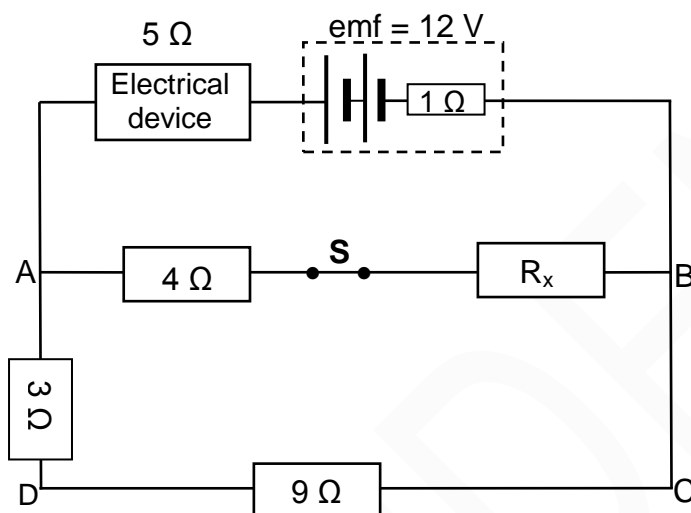 5 Ω
emf = 12 V
Electrical
device
1 Ω
S
A
4 Ω
Rₓ
B
3 Ω
D
9 Ω
C